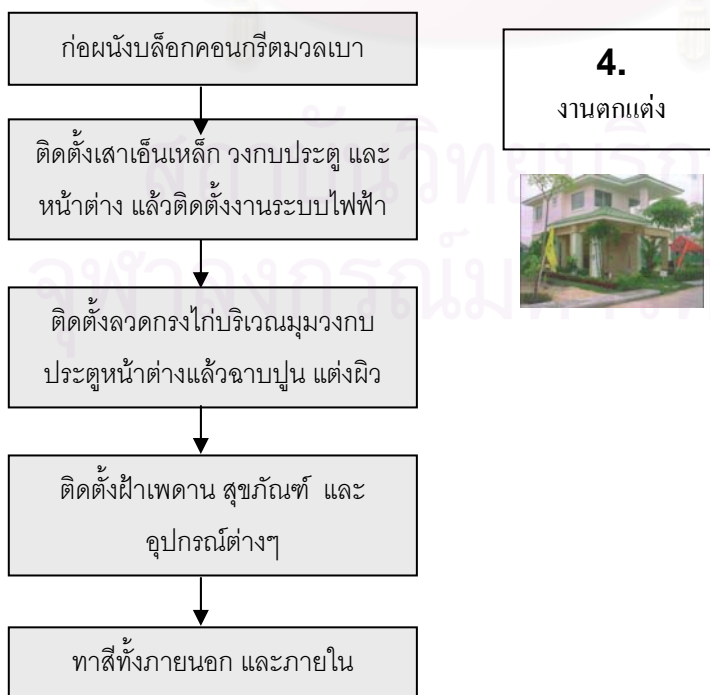 ก่อผนังบล็อกคอนกรีตมวลเบา
ติดตั้งเสาเอ็นเหล็ก วงกบประตู และ
หน้าต่าง แล้วติดตั้งงานระบบไฟฟ้า
ติดตั้งลวดกรงไก่บริเวณมุมวงกบ
ประตูหน้าต่างแล้วฉาบปูน แต่งผิว
ติดตั้งฝ้าเพดาน สุขภัณฑ์ และ
อุปกรณ์ต่างๆ
ทาสีทั้งภายนอก และภายใน
4.
งานตกแต่ง